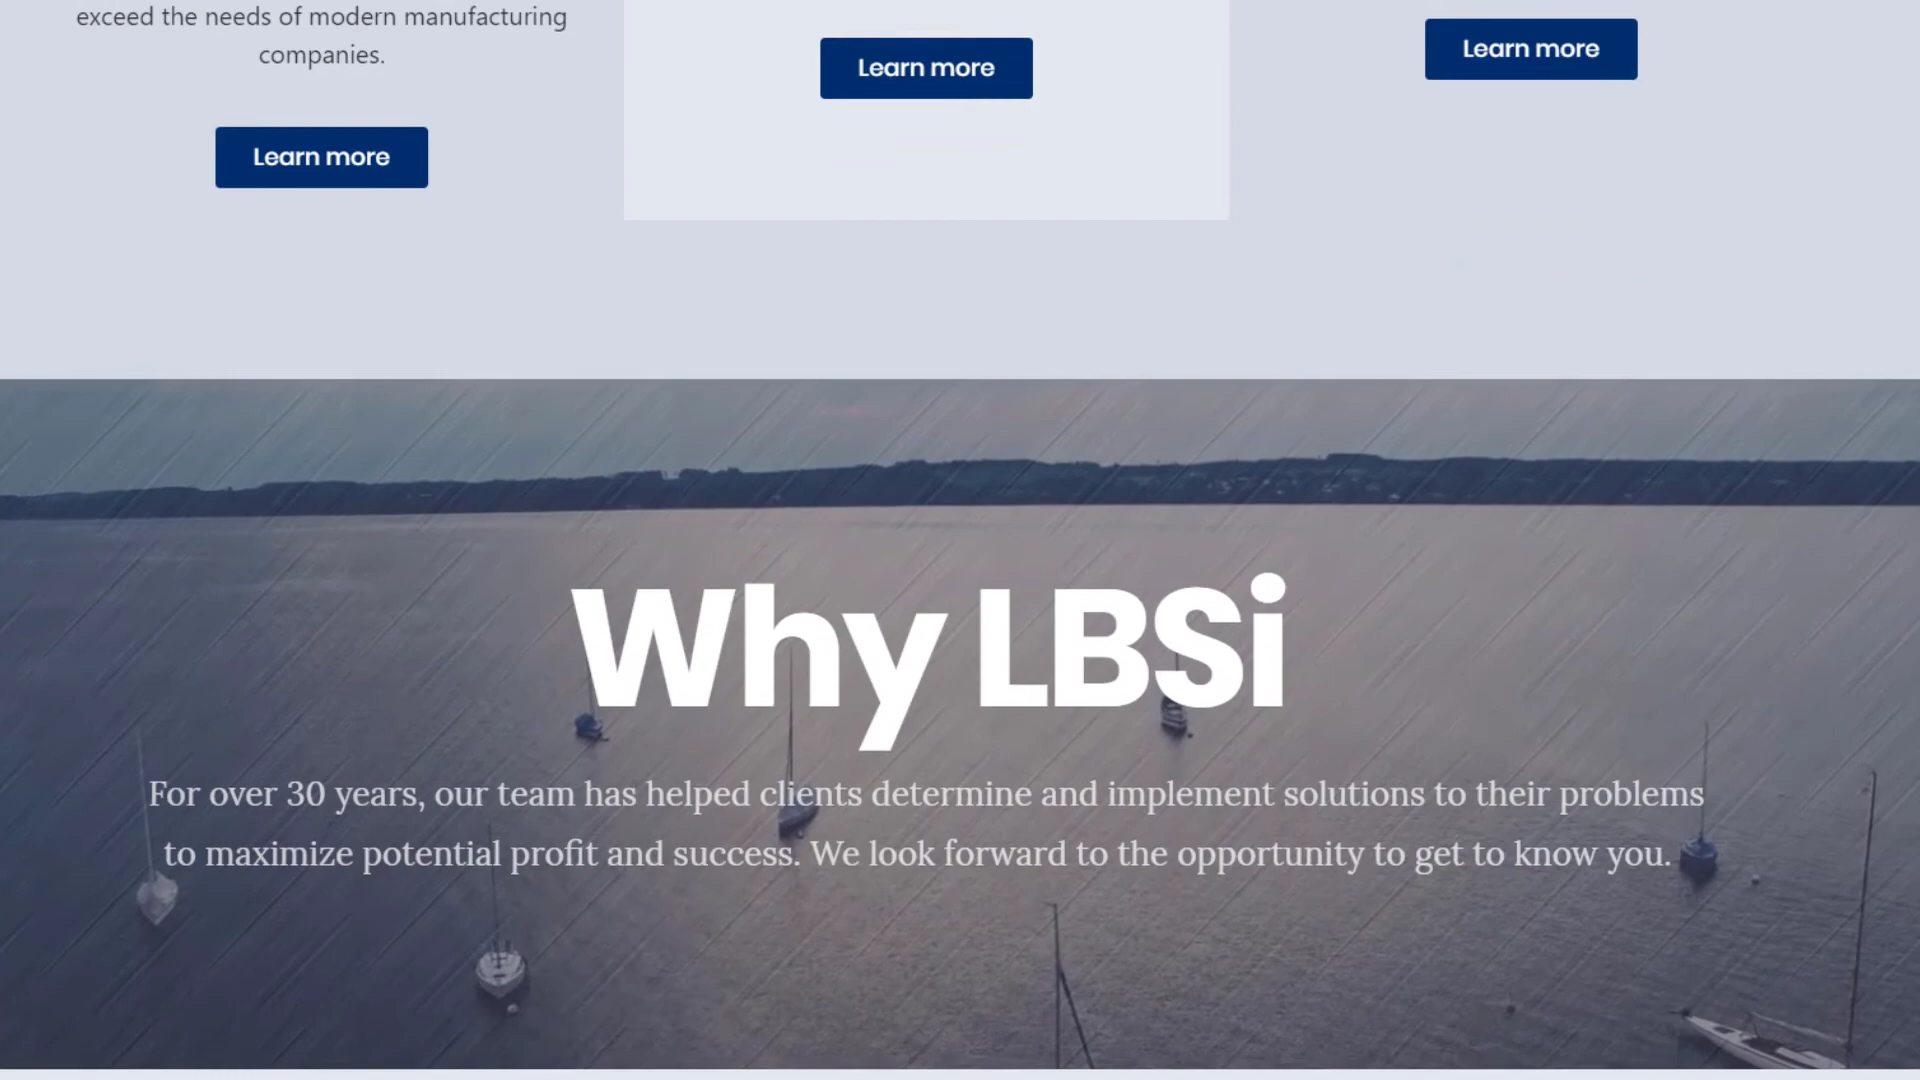 exceed the needs of modern manufacturing
companies.
Learn more
Learn more
Learn more
Why LBSi
For over 30 years, our team has helped clients determine and implement solutions to their problems
to maximize potential profit and success. We look forward to the opportunity to get to know you.